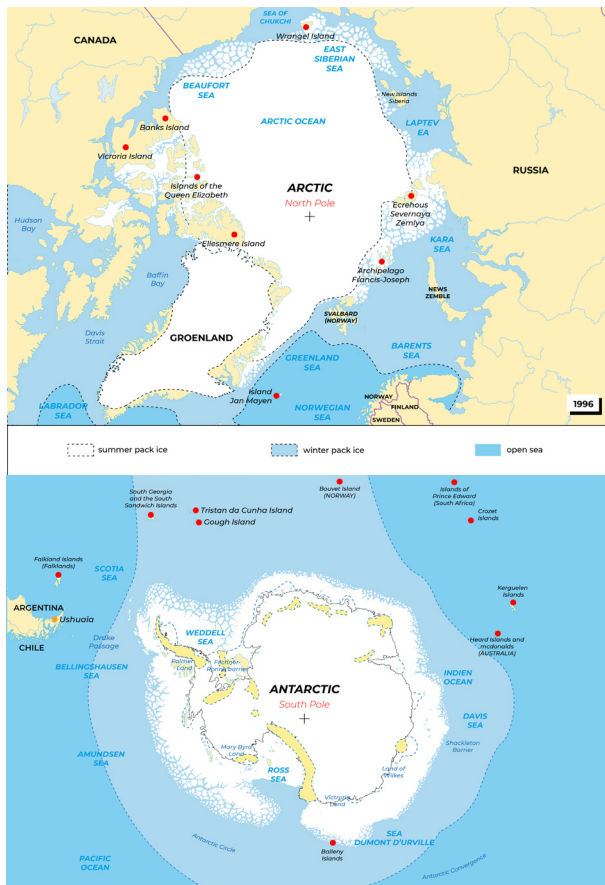 SEA OF
CHUKCHI
Wrangel Island
CANADA
EAST
SIBERIAN
SEA
BEAUFORT
SEA
New Islands
Siberia
Banks Island
ARCTIC OCEAN
LAPTEV
EA
Vicroria Island
RUSSIA
Islands of the
Queen Elizabeth
ARCTIC
North Pole
Ecrehous
Severnaya
Zemlya
Hudson
Bay
Ellesmere Island
KARA
SEA
Baffin
Bay
Archipelago
Francis-Joseph
NEWS
ZEMBLE
SVALBARD
(NORWAY)
Davis
Strait
GROENLAND
GREENLAND
SEA
BARENTS
SEA
Island
Jan Mayen
NORWAY
FINLAND
SWEDEN
LABRADOR
SEA
NORWEGIAN
SEA
1996
summer pack ice
winter pack ice
open sea
South Georgia
and the South
Sandwich Islands
Tristan da Cunha Island
Gough Island
Bouvet Island
(NORWAY)
Islands of
Prince Edward
(South Africa)
Crozet
Islands
Falkland Islands
(Falklands)
SCOTIA
SEA
Kerguelen
Islands
ARGENTINA
Ushuaia
CHILE
Drake
Passage
WEDDELL
SEA
Heard Islands and
mcdonalds
(AUSTRALIA)
BELLINGSHAUSEN
SEA
Palmer
Land
Filchner-
Ronne barrier
INDIEN
OCEAN
ANTARCTIC
South Pole
DAVIS
SEA
Shackleton
Barrier
AMUNDSEN
SEA
Mary Byrd
Land
ROSS
SEA
Land of
Wilkes
Victoria
Land
SEA
DUMONT D'URVILLE
Antarctic Circle
Balleny
Islands
PACIFIC
OCEAN
Antarctic Convergence